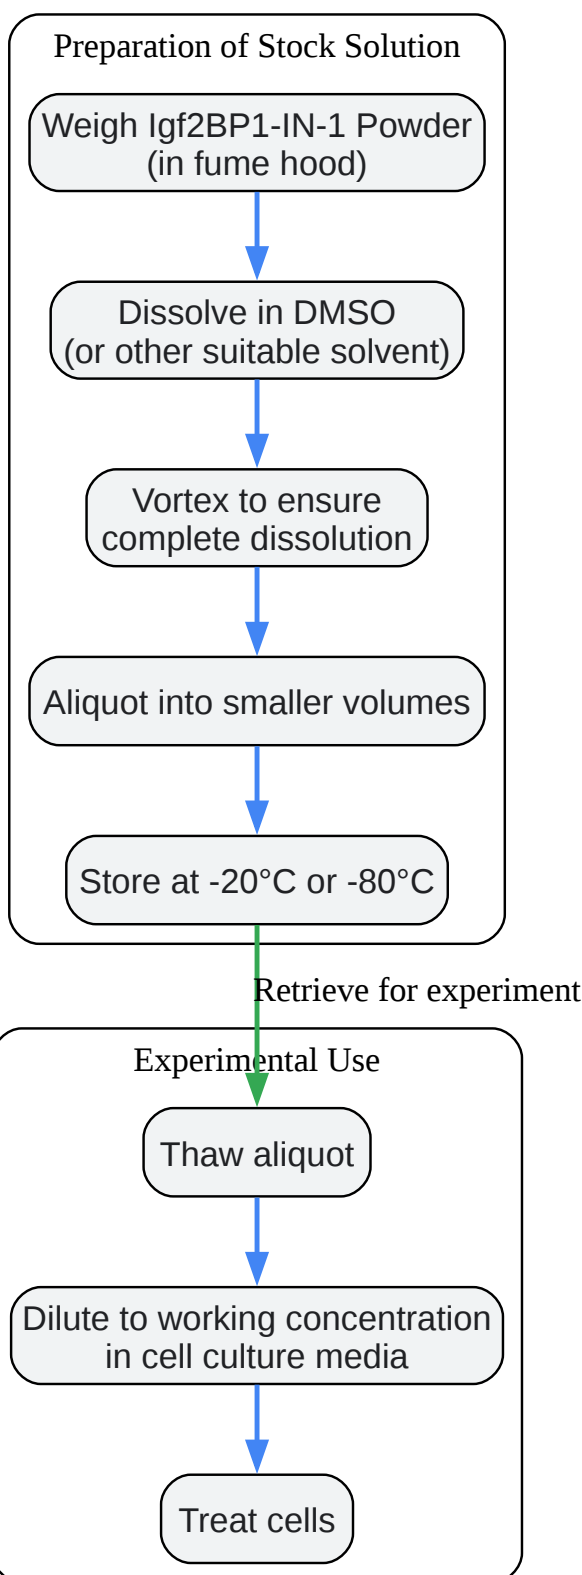 Preparation of Stock Solution
Weigh Igf2BP1-IN-1 Powder
(in fume hood)
Dissolve in DMSO
(or other suitable solvent)
Vortex to ensure
complete dissolution
Aliquot into smaller volumes
Store at -20°C or -80°C
Retrieve for experiment
Experimental Use
Thaw aliquot
Dilute to working concentration
in cell culture media
Treat cells